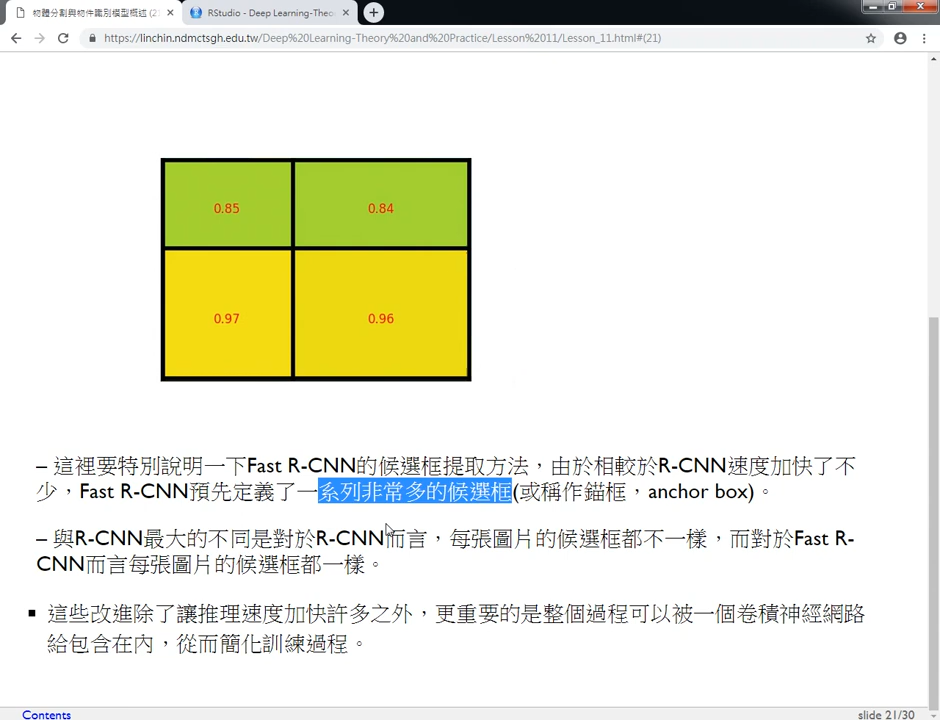 物體分割與物件識別模型概述 (2
RStudio - Deep Learning-Theo
https://linchin.ndmctsgh.edu.tw/Deep%20Learning-Theory%20and%20Practice/Lesson%2011/Lesson_11.html#(21)
0.85 0.84
0.97 0.96
– 這裡要特別說明一下Fast R-CNN的候選框提取方法，由於相較於R-CNN速度加快了不
少，Fast R-CNN預先定義了一系列非常多的候選框(或稱作錨框，anchor box)。
– 與R-CNN最大的不同是對於R-CNN而言，每張圖片的候選框都不一樣，而對於Fast R-
CNN而言每張圖片的候選框都一樣。
▪ 這些改進除了讓推理速度加快許多之外，更重要的是整個過程可以被一個卷積神經網路
給包含在內，從而簡化訓練過程。
Contents
slide 21/30